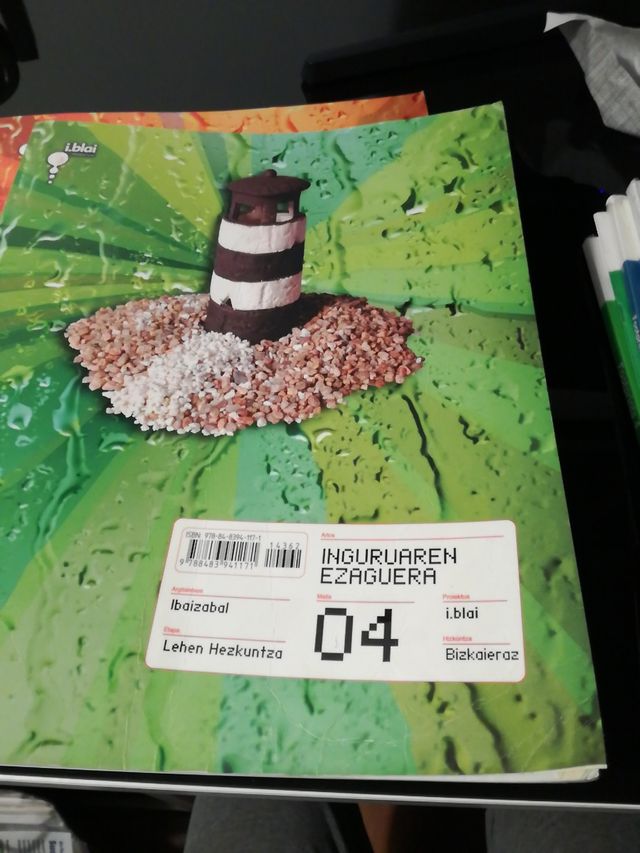 i.blai
ISBN: 978-84-8394-117-1
14362
9 788483 941171
Arloa
INGURUAREN
EZAGUERA
Argitaletxea
Ibaizabal
Maila
04
Proiektua
i.blai
Etapa
Lehen Hezkuntza
Hizkuntza
Bizkaieraz